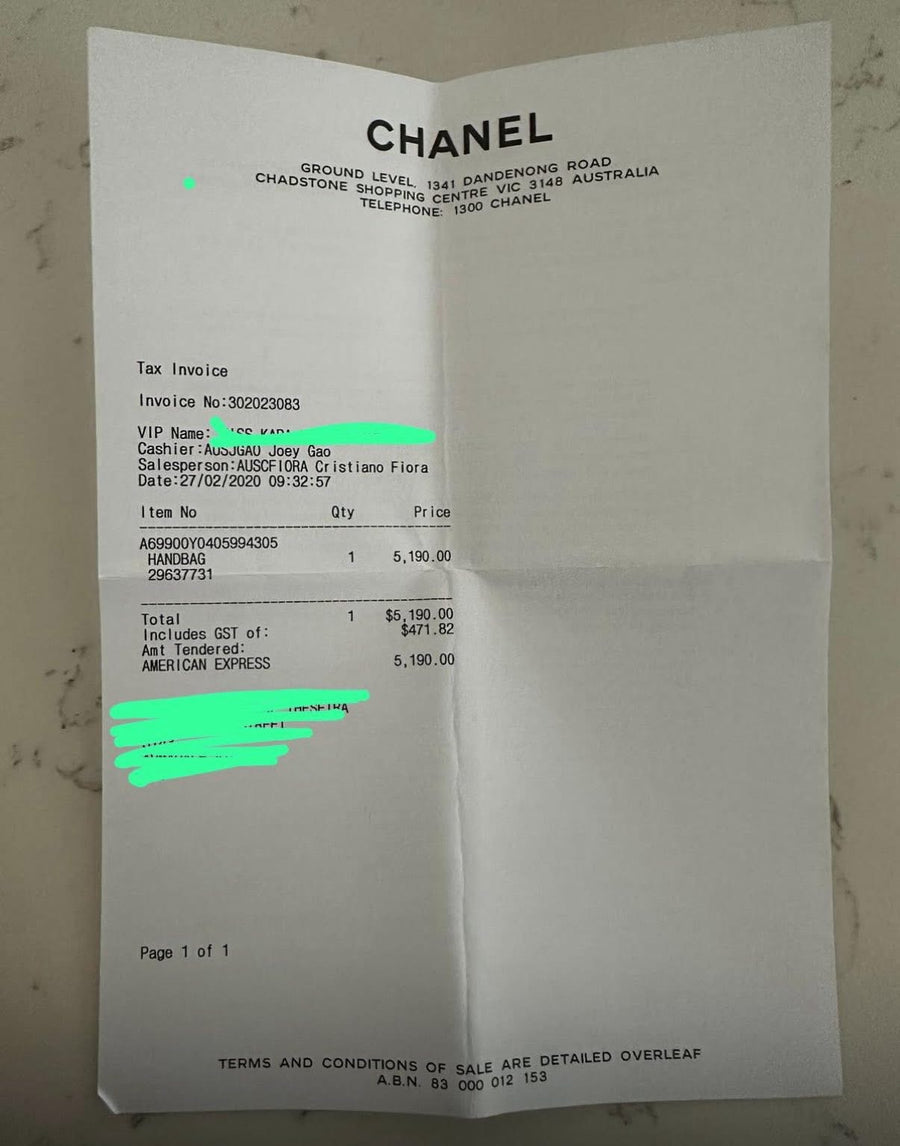 CHANEL
GROUND LEVEL, 1341 DANDENONG ROAD
CHADSTONE SHOPPING CENTRE VIC 3148 AUSTRALIA
TELEPHONE: 1300 CHANEL
Tax Invoice
Invoice No:302023083
VIP Name:
Cashier:AUSJGAO Joey Gao
Salesperson:AUSCFIORA Cristiano Fiora
Date:27/02/2020 09:32:57
Item No Qty Price
A69900Y0405994305
HANDBAG 1 5,190.00
29637731
Total 1 $5,190.00
Includes GST of: $471.82
Amt Tendered:
AMERICAN EXPRESS 5,190.00
Page 1 of 1
TERMS AND CONDITIONS OF SALE ARE DETAILED OVERLEAF
A.B.N. 83 000 012 153